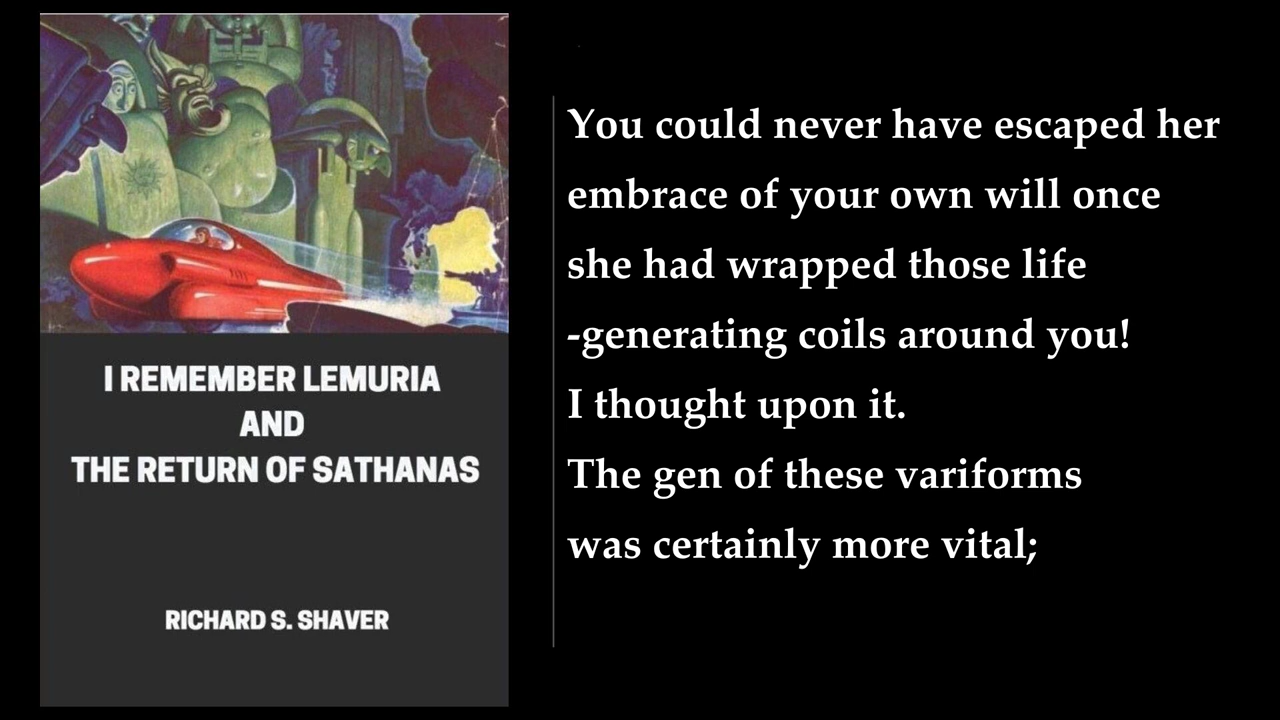 I REMEMBER LEMURIA
AND
THE RETURN OF SATHANAS
RICHARD S. SHAVER
You could never have escaped her
embrace of your own will once
she had wrapped those life
-generating coils around you!
I thought upon it.
The gen of these variforms
was certainly more vital;